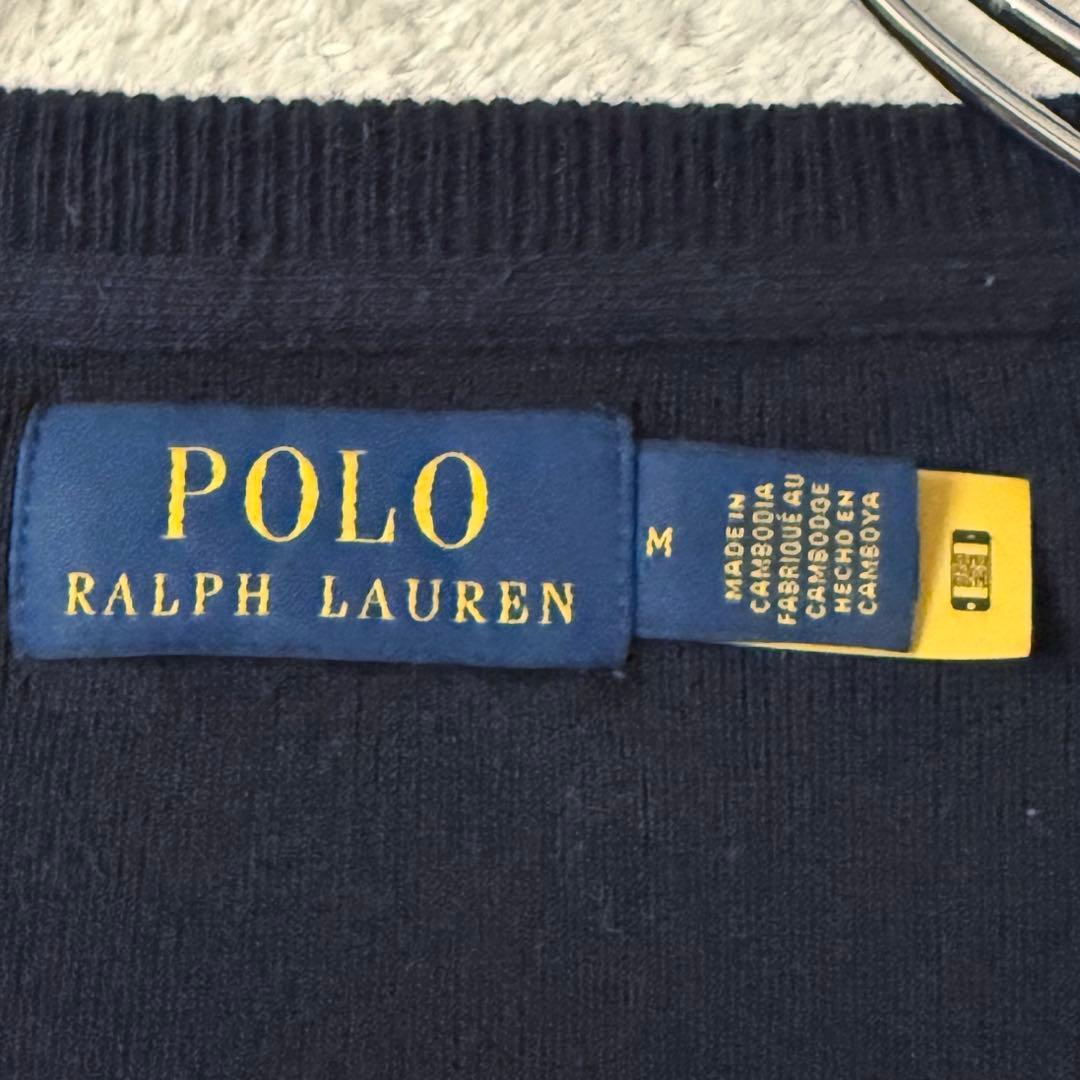 POLO
RALPH LAUREN
M
MADE IN
CAMBODIA
FABRIQUÉ AU
CAMBODGE
HECHO EN
CAMBOYA